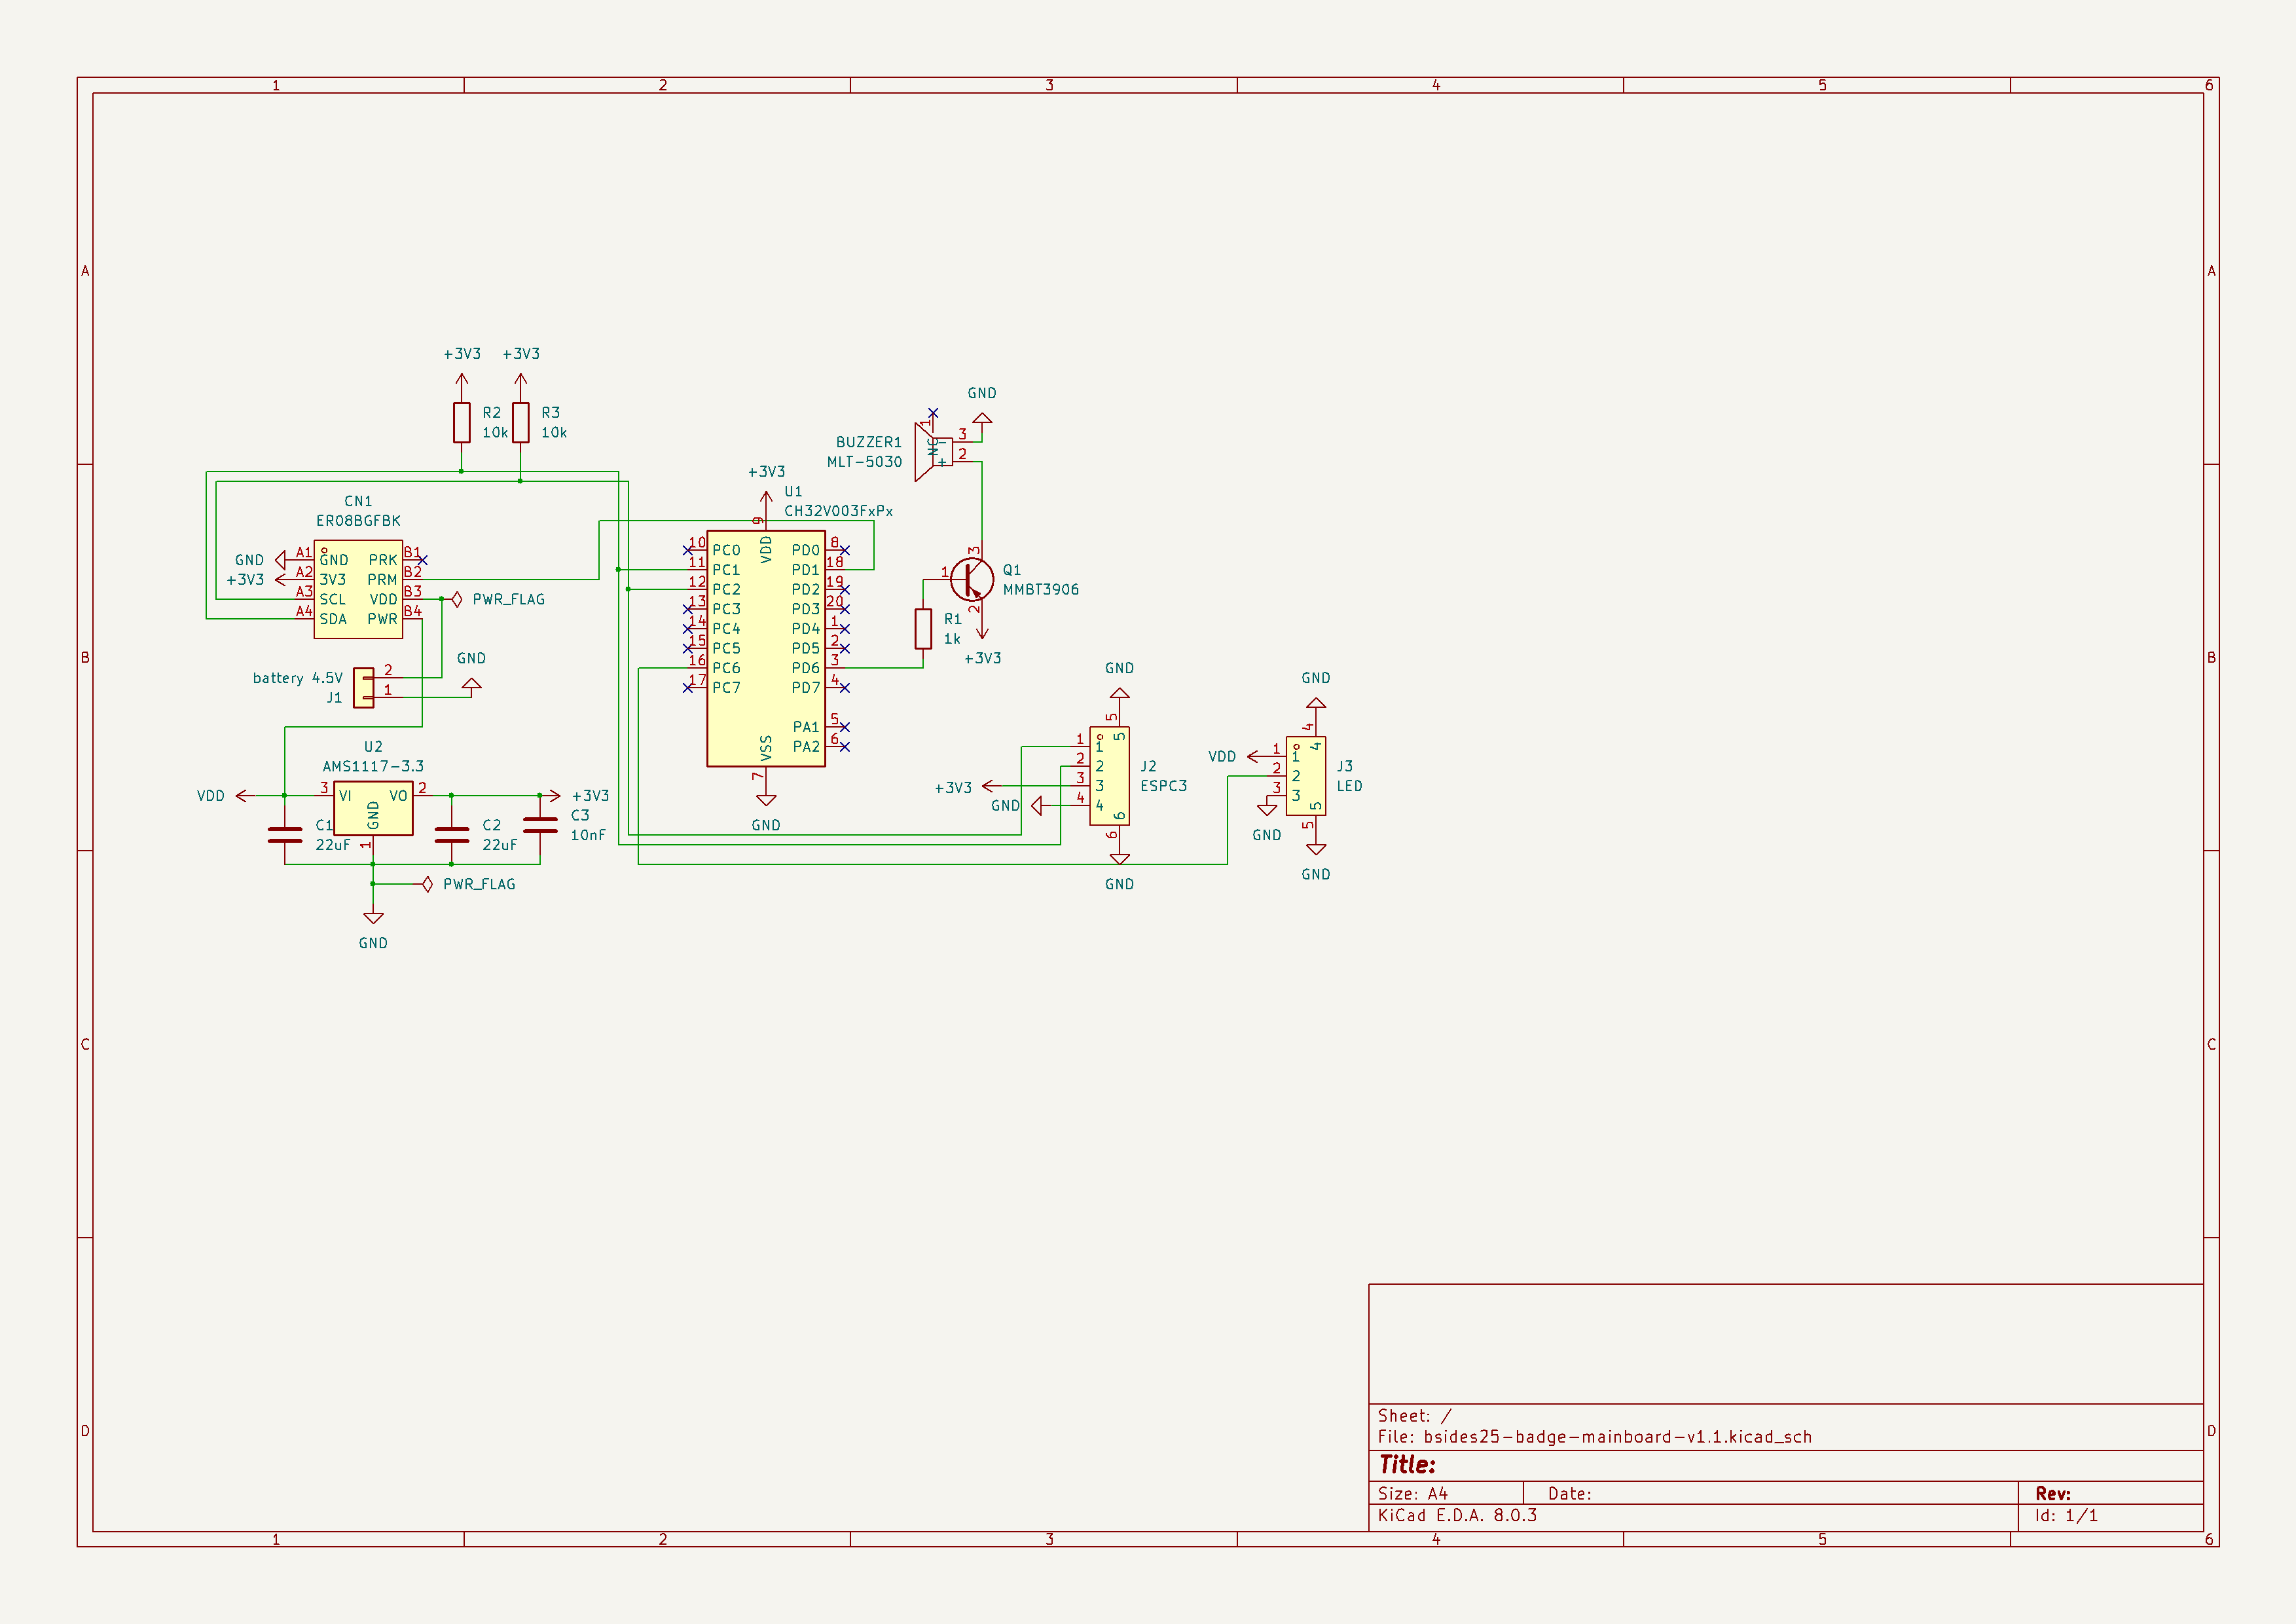 1 2 3 4 5 6
A A
+3V3 +3V3
R2
10k
R3
10k
GND
BUZZER1
MLT-5030
1 NC
3 -
2 +
CN1
ER08BGFBK
GND A1 GND PRK B1
+3V3 A2 3V3 PRM B2
A3 SCL VDD B3 PWR_FLAG
A4 SDA PWR B4
+3V3
U1
CH32V003FxPx
9 VDD
10 PC0 PD0 8
11 PC1 PD1 18
12 PC2 PD2 19
13 PC3 PD3 20
14 PC4 PD4 1
15 PC5 PD5 2
16 PC6 PD6 3
17 PC7 PD7 4
PA1 5
PA2 6
VSS 7
GND
3
1
2
Q1
MMBT3906
+3V3
R1
1k
B B
GND
battery 4.5V
J1
2
1
U2
AMS1117-3.3
VDD 3 VI VO 2 +3V3
GND 1
C1
22uF
C2
22uF
C3
10nF
PWR_FLAG
GND
GND
5 5
1 1
2 2
+3V3 3 3
GND 4 4
6 6
GND
J2
ESPC3
GND
4 4
VDD 1 1
2 2
3 3
GND
5 5
GND
J3
LED
C C
D D
Sheet: /
File: bsides25-badge-mainboard-v1.1.kicad_sch
Title:
Size: A4 Date: Rev:
KiCad E.D.A. 8.0.3 Id: 1/1
1 2 3 4 5 6